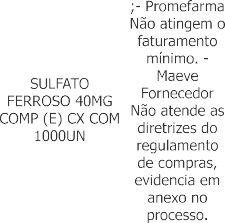 SULFATO
FERROSO 40MG
COMP (E) CX COM
1000UN
;- Promefarma
Não atingem o
faturamento
mínimo. -
Maeve
Fornecedor
Não atende as
diretrizes do
regulamento
de compras,
evidencia em
anexo no
processo.